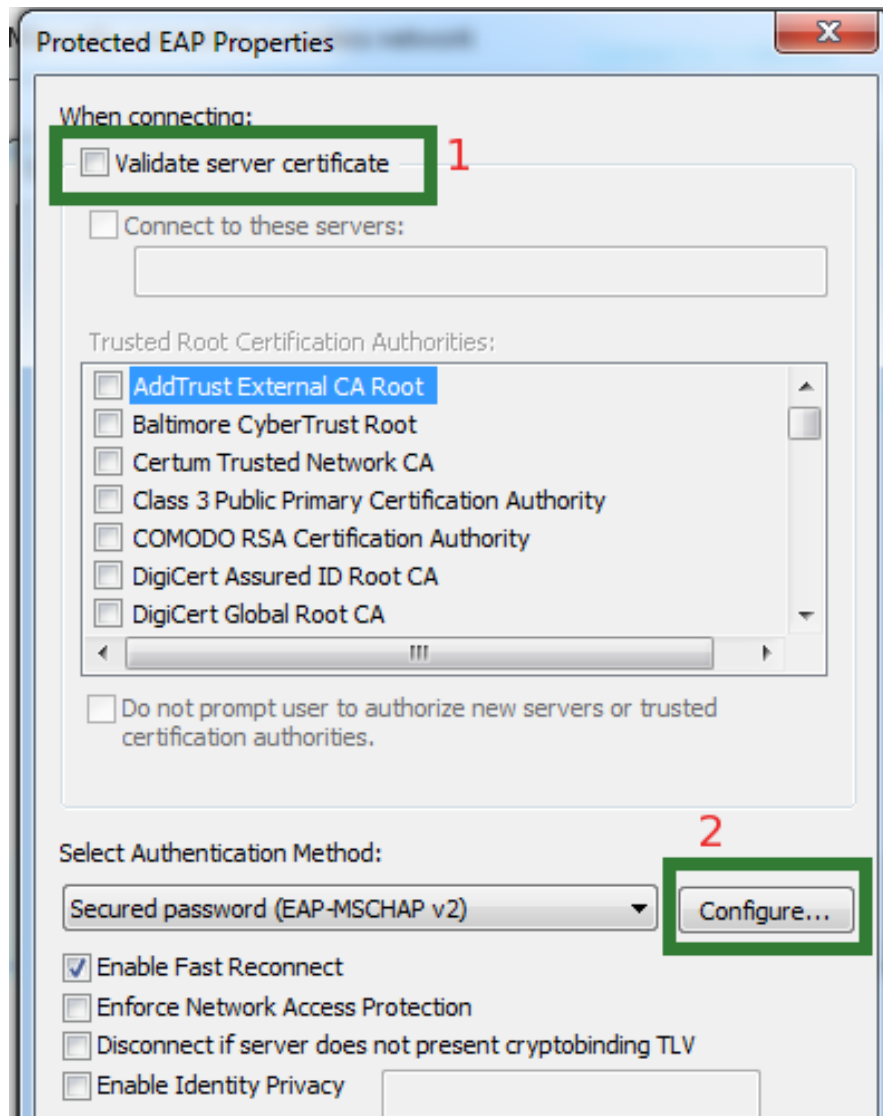 Protected EAP Properties
When connecting:
Validate server certificate
1
Connect to these servers:
Trusted Root Certification Authorities:
AddTrust External CA Root
Baltimore CyberTrust Root
Certum Trusted Network CA
Class 3 Public Primary Certification Authority
COMODO RSA Certification Authority
DigiCert Assured ID Root CA
DigiCert Global Root CA
Do not prompt user to authorize new servers or trusted
certification authorities.
2
Select Authentication Method:
Secured password (EAP-MSCHAP v2)
Configure...
Enable Fast Reconnect
Enforce Network Access Protection
Disconnect if server does not present cryptobinding TLV
Enable Identity Privacy